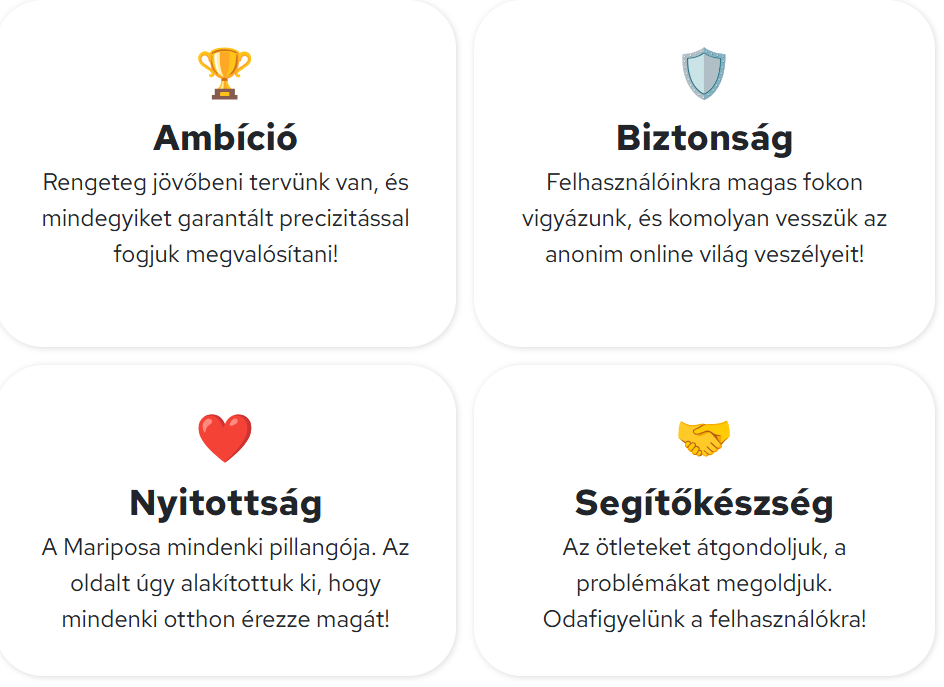 Ambíció
Rengeteg jövőbeni tervünk van, és
mindegyiket garantált precizitással
fogjuk megvalósítani!
Biztonság
Felhasználóinkra magas fokon
vigyázunk, és komolyan vesszük az
anonim online világ veszélyeit!
Nyitottság
A Mariposa mindenki pillangója. Az
oldalt úgy alakítottuk ki, hogy
mindenki otthon érezze magát!
Segítőkészség
Az ötleteket átgondoljuk, a
problémákat megoldjuk.
Odafigyelünk a felhasználókra!